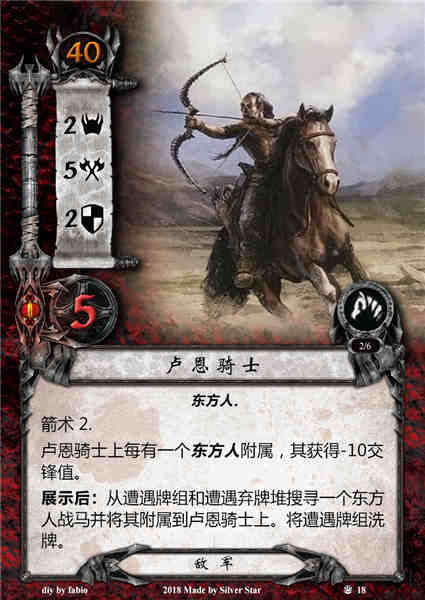 40
2
5
2
5
2/6
卢恩骑士
东方人.
箭术 2.
卢恩骑士上每有一个东方人附属，其获得-10交
锋值。
展示后：从遭遇牌组和遭遇弃牌堆搜寻一个东方
人战马并将其附属到卢恩骑士上。将遭遇牌组洗
牌。
敌军
diy by fabio 2018 Made by Silver Star 18